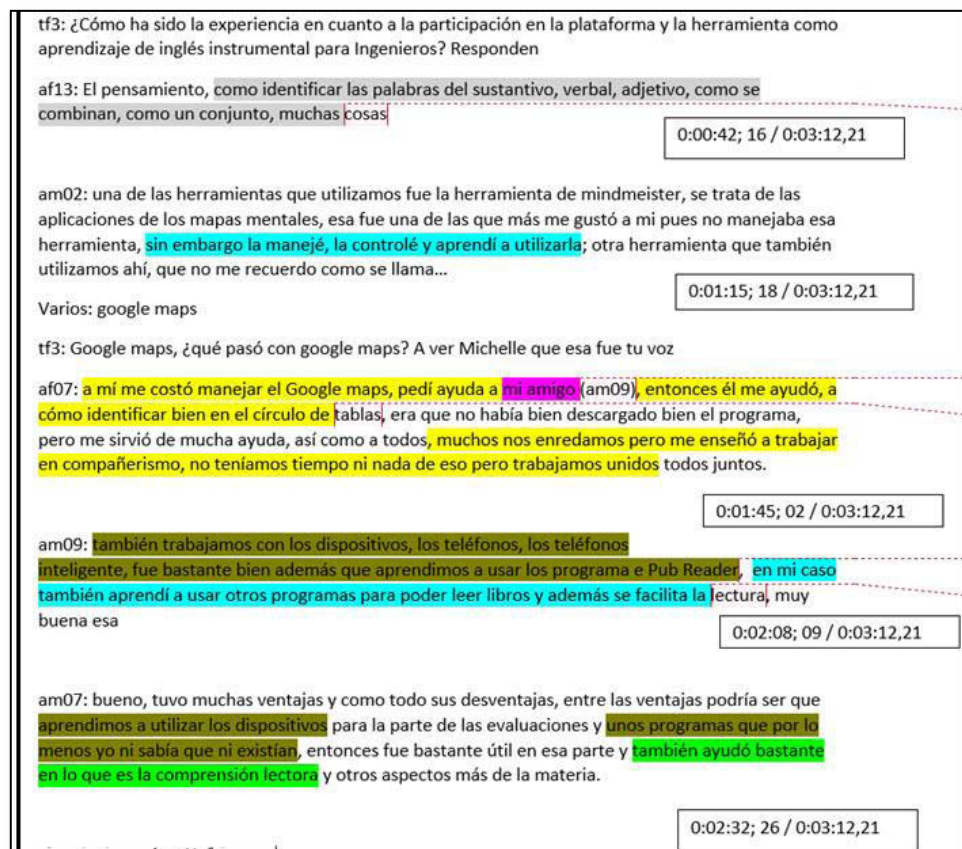 tf3: ¿Cómo ha sido la experiencia en cuanto a la participación en la plataforma y la herramienta como
aprendizaje de inglés instrumental para Ingenieros? Responden
af13: El pensamiento, como identificar las palabras del sustantivo, verbal, adjetivo, como se
combinan, como un conjunto, muchas cosas
0:00:42; 16 / 0:03:12,21
am02: una de las herramientas que utilizamos fue la herramienta de mindmeister, se trata de las
aplicaciones de los mapas mentales, esa fue una de las que más me gustó a mi pues no manejaba esa
herramienta, sin embargo la manejé, la controlé y aprendí a utilizarla; otra herramienta que también
utilizamos ahí, que no me recuerdo como se llama...
0:01:15; 18 / 0:03:12,21
Varios: google maps
tf3: Google maps, ¿qué pasó con google maps? A ver Michelle que esa fue tu voz
af07: a mí me costó manejar el Google maps, pedí ayuda a mi amigo (am09), entonces él me ayudó, a
cómo identificar bien en el círculo de tablas, era que no había bien descargado bien el programa,
pero me sirvió de mucha ayuda, así como a todos, muchos nos enredamos pero me enseñó a trabajar
en compañerismo, no teníamos tiempo ni nada de eso pero trabajamos unidos todos juntos.
0:01:45; 02 / 0:03:12,21
am09: también trabajamos con los dispositivos, los teléfonos, los teléfonos
inteligente, fue bastante bien además que aprendimos a usar los programa e Pub Reader, en mi caso
también aprendí a usar otros programas para poder leer libros y además se facilita la lectura, muy
buena esa
0:02:08; 09 / 0:03:12,21
am07: bueno, tuvo muchas ventajas y como todo sus desventajas, entre las ventajas podría ser que
aprendimos a utilizar los dispositivos para la parte de las evaluaciones y unos programas que por lo
menos yo ni sabía que ni existían, entonces fue bastante útil en esa parte y también ayudó bastante
en lo que es la comprensión lectora y otros aspectos más de la materia.
0:02:32; 26 / 0:03:12,21